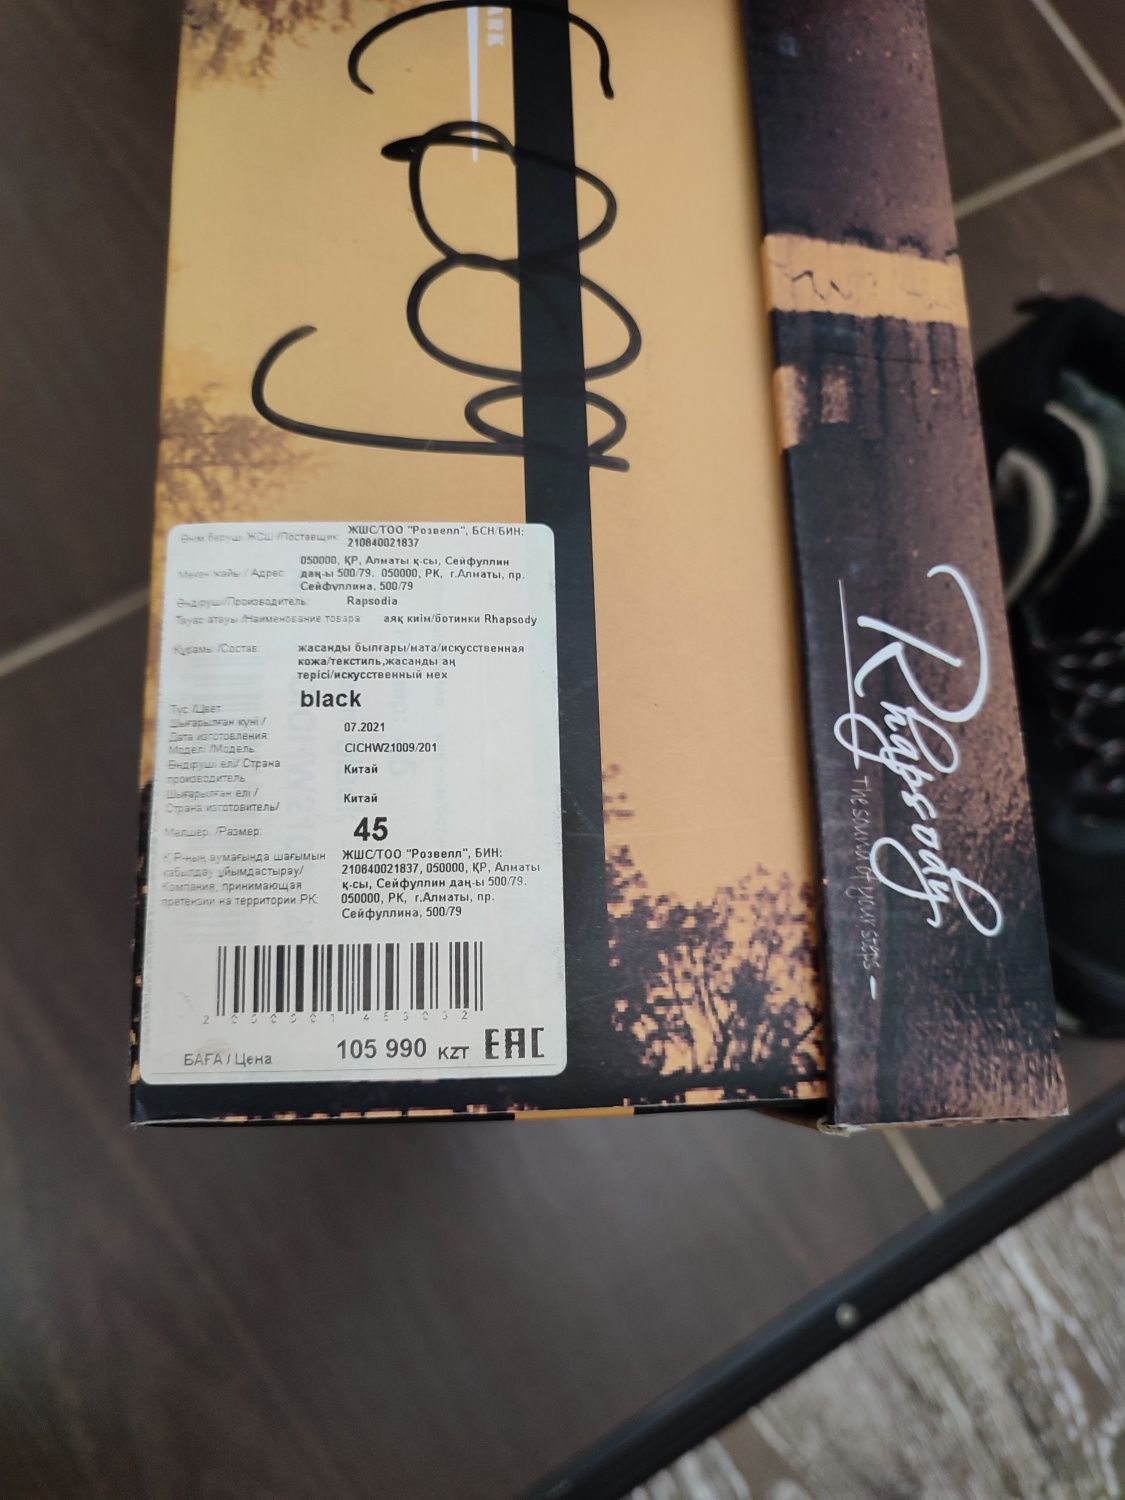 ARK
Өнім беруші ЖСШ /Поставщик: ЖШС/ТОО "Розвелл", БСН/БИН:
210840021837
Мекен жайы / Адрес: 050000, ҚР, Алматы қ-сы, Сейфуллин
даң-ы 500/79. 050000, РК, г.Алматы, пр.
Сейфуллина, 500/79
Өндіруші/Производитель: Rapsodia
Тауар атауы /Наименование товара аяқ киім/ботинки Rhapsody
Құрамы /Состав: жасанды былғары/мата/искусственная
кожа/текстиль,жасанды аң
терісі/искусственный мех
Түс /Цвет black
Шығарылған күні /
Дата изготовления: 07.2021
Моделі /Модель: CICHW21009/201
Өндіруші елі/ Страна
производитель Китай
Шығарылған елі /
Страна изготовитель/ Китай
Мөлшер /Размер: 45
ҚР-ның аумағында шағымын
қабылдау ұйымдастыру/
Компания, принимающая
претензии на территории РК:
ЖШС/ТОО "Розвелл", БИН:
210840021837, 050000, ҚР, Алматы
қ-сы, Сейфуллин даң-ы 500/79.
050000, РК, г.Алматы, пр.
Сейфуллина, 500/79
БАҒА / Цена 105 990 KZT EAC
Rhapsody
The summit of your steps –